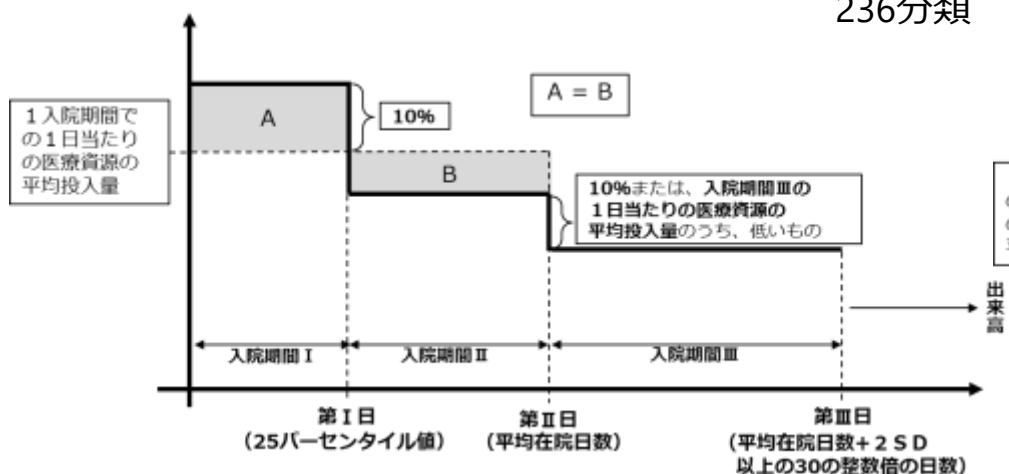 236分類
A = B
1入院期間で
の1日当たり
の医療資源の
平均投入量
A
10%
B
10%または、入院期間Ⅲの
1日当たりの医療資源の
平均投入量のうち、低いもの
出来高
入院期間Ⅰ
入院期間Ⅱ
入院期間Ⅲ
第Ⅰ日
(25パーセンタイル値)
第Ⅱ日
(平均在院日数)
第Ⅲ日
(平均在院日数+2SD
以上の30の整数倍の日数)